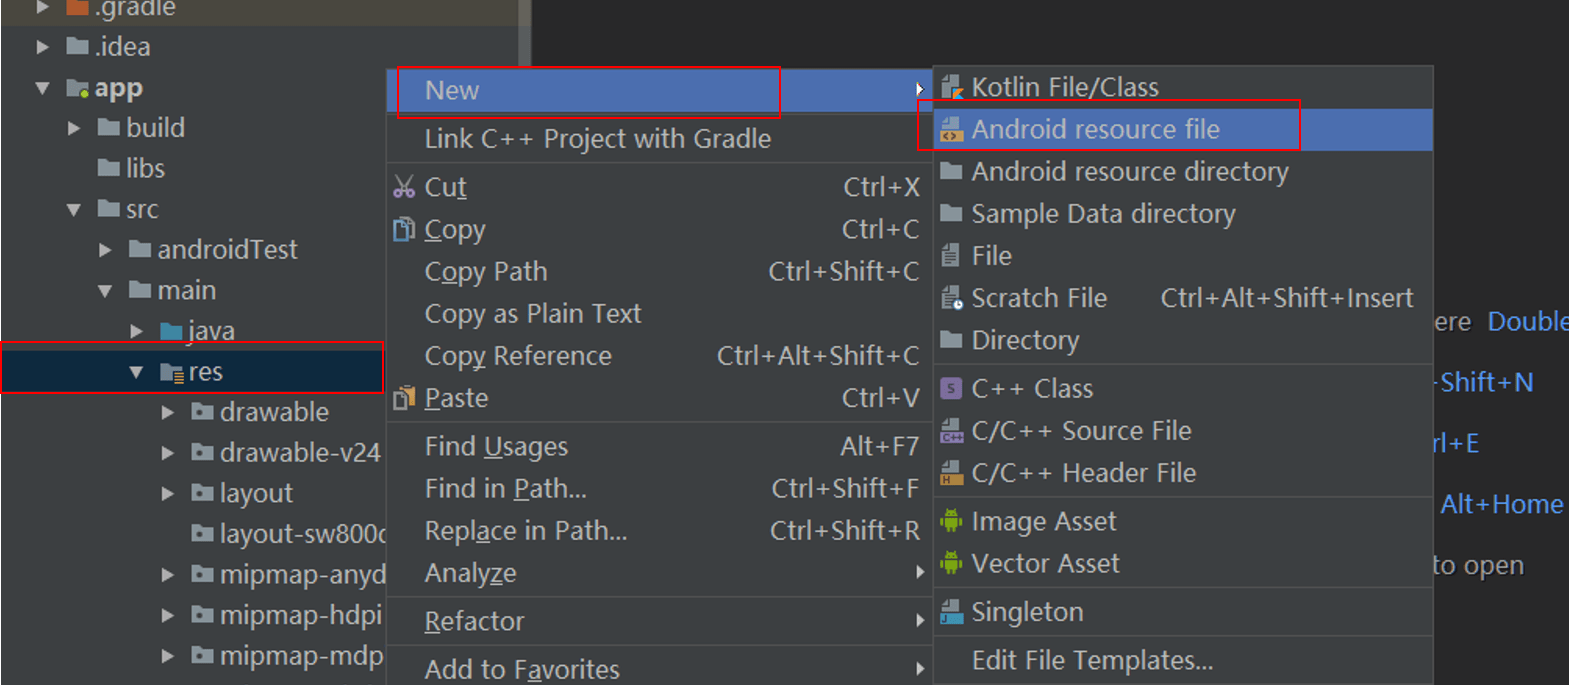 .gradle
.idea
app
build
libs
src
androidTest
main
java
res
drawable
drawable-v24
layout
layout-sw800d
mipmap-anyd
mipmap-hdpi
mipmap-mdp
New
Link C++ Project with Gradle
Cut Ctrl+X
Copy Ctrl+C
Copy Path Ctrl+Shift+C
Copy as Plain Text
Copy Reference Ctrl+Alt+Shift+C
Paste Ctrl+V
Find Usages Alt+F7
Find in Path... Ctrl+Shift+F
Replace in Path... Ctrl+Shift+R
Analyze
Refactor
Add to Favorites
Kotlin File/Class
Android resource file
Android resource directory
Sample Data directory
File
Scratch File Ctrl+Alt+Shift+Insert
Directory
C++ Class
C/C++ Source File
C/C++ Header File
Image Asset
Vector Asset
Singleton
Edit File Templates...
ere Double
+Shift+N
rl+E
Alt+Home
to open